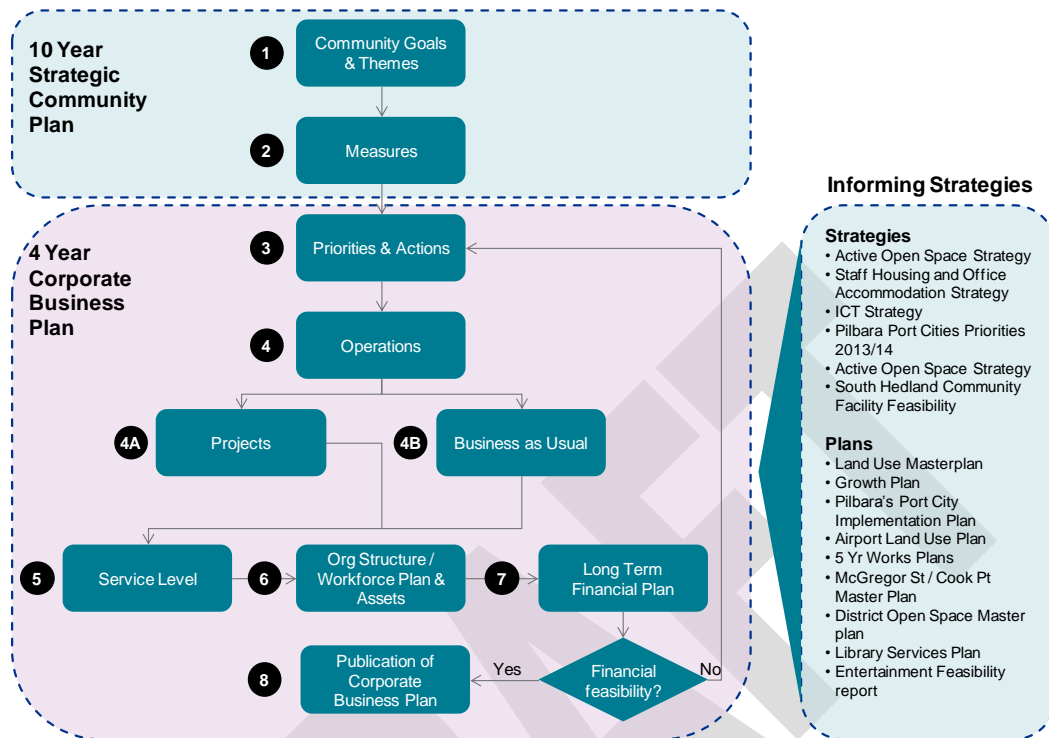 10 Year
Strategic
Community
Plan
1
Community Goals
& Themes
2
Measures
4 Year
Corporate
Business
Plan
3
Priorities & Actions
4
Operations
4A
Projects
4B
Business as Usual
5
Service Level
6
Org Structure /
Workforce Plan &
Assets
7
Long Term
Financial Plan
8
Publication of
Corporate
Business Plan
Yes
Financial
feasibility?
No
Informing Strategies
Strategies
• Active Open Space Strategy
• Staff Housing and Office
Accommodation Strategy
• ICT Strategy
• Pilbara Port Cities Priorities
2013/14
• Active Open Space Strategy
• South Hedland Community
Facility Feasibility
Plans
• Land Use Masterplan
• Growth Plan
• Pilbara's Port City
Implementation Plan
• Airport Land Use Plan
• 5 Yr Works Plans
• McGregor St / Cook Pt
Master Plan
• District Open Space Master
plan
• Library Services Plan
• Entertainment Feasibility
report